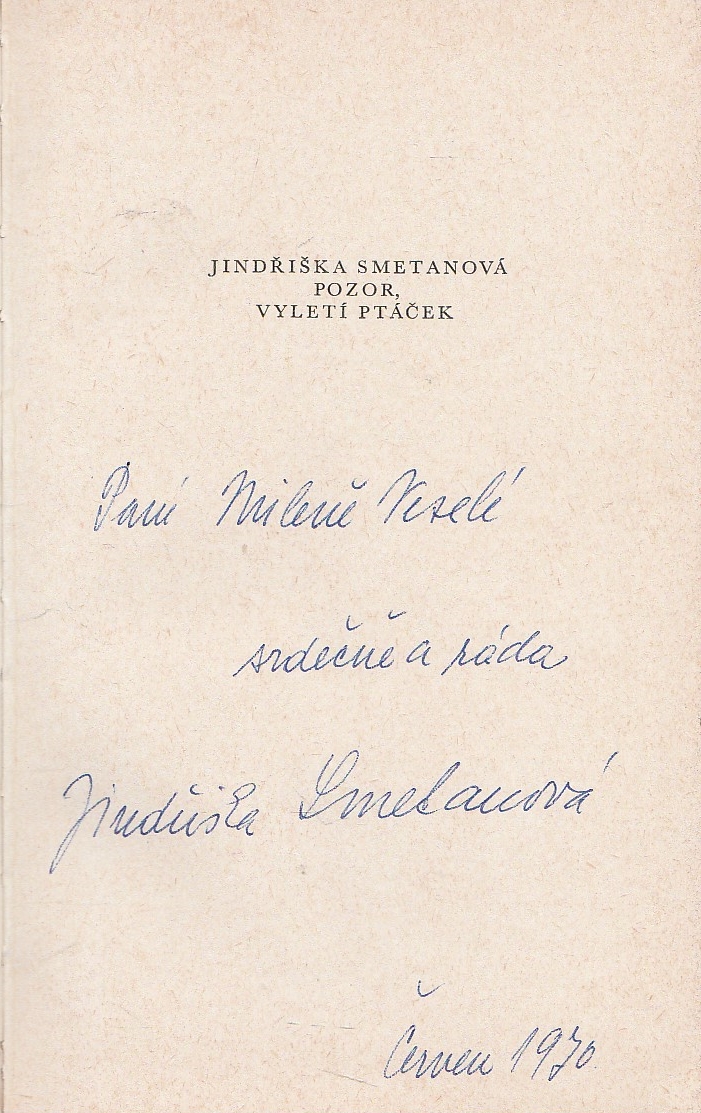 JINDŘIŠKA SMETANOVÁ
POZOR,
VYLETÍ PTÁČEK
Paní Mileně Veselé
srdečně a ráda
Jindřiška Smetanová
Červen 1970